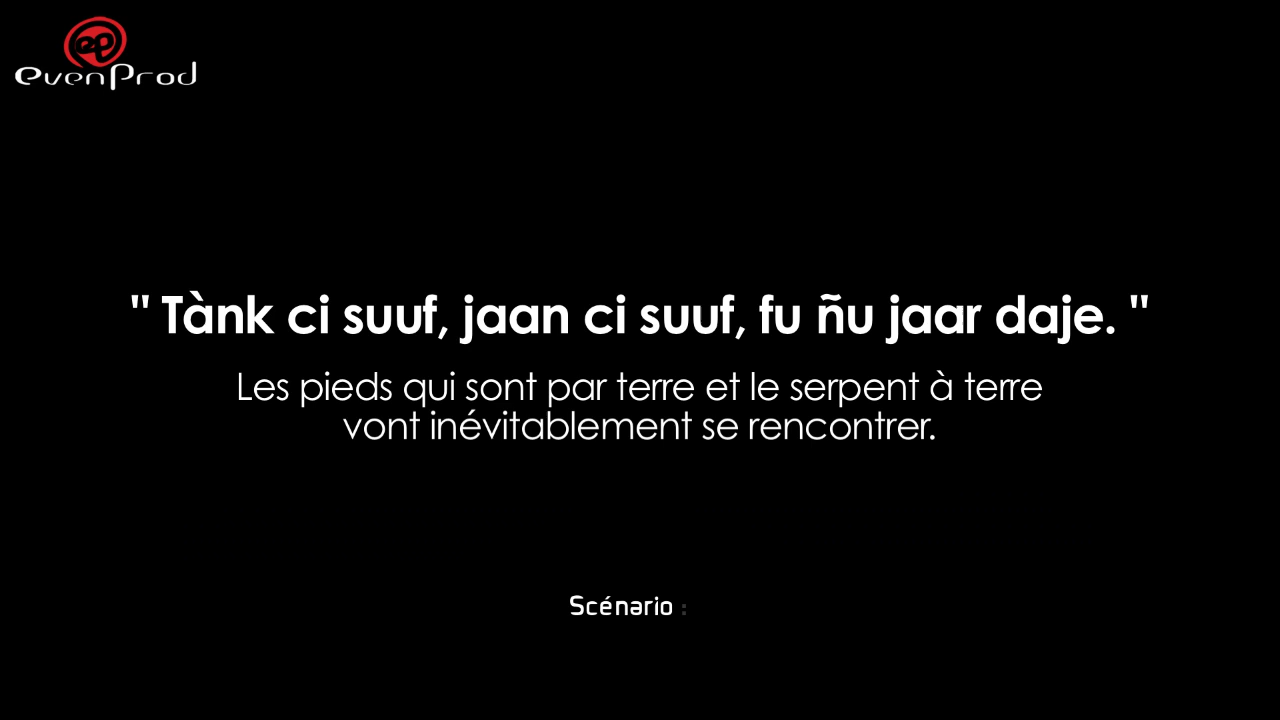 ep
evenProd
" Tànk ci suuf, jaan ci suuf, fu ñu jaar daje. "
Les pieds qui sont par terre et le serpent à terre
vont inévitablement se rencontrer.
Scénario :